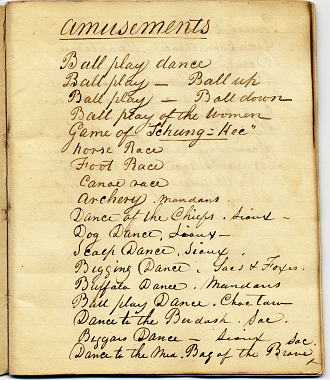 amusements
Ball play dance
Ball play — Ball up
Ball play — Ball down
Ball play of the Women
Game of "Tchung-kee"
horse Race
Foot Race
Canoe race
Archery. Mandans.
Dance of the Chiefs. Sioux —
Dog Dance, Sioux —
Scalp Dance, Sioux.
Begging Dance. Sacs & Foxes
Buffalo Dance. Mandans
Ball play Dance. Choctaw
Dance to the Berdash. Sac.
Beggars Dance — Sioux
Dance to the Med. Bag of the Brave Sac.